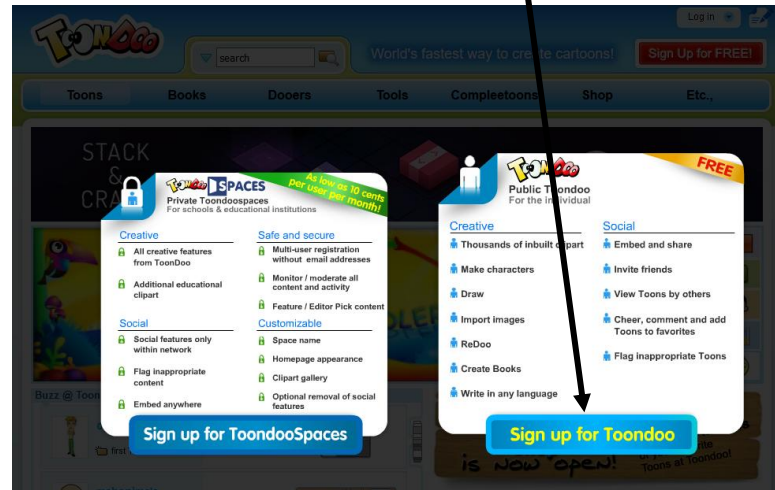 TOONDOO
search
World's fastest way to create cartoons!
Log in
Sign Up for FREE!
Toons Books Dooers Tools Compleetoons Shop Etc.,
STACK
&
CRA
TOONDOO SPACES
As low as 10 cents
per user per month!
Private Toondoospaces
For schools & educational institutions
Creative
All creative features
from ToonDoo
Additional educational
clipart
Social
Social features only
within network
Flag inappropriate
content
Embed anywhere
Safe and secure
Multi-user registration
without email addresses
Monitor / moderate all
content and activity
Feature / Editor Pick content
Customizable
Space name
Homepage appearance
Clipart gallery
Optional removal of social
features
Sign up for ToondooSpaces
TOONDOO
FREE
Public Toondoo
For the individual
Creative
Thousands of inbuilt clipart
Make characters
Draw
Import images
ReDoo
Create Books
Write in any language
Social
Embed and share
Invite friends
View Toons by others
Cheer, comment and add
Toons to favorites
Flag inappropriate Toons
Sign up for Toondoo
Buzz @ Toon
first
is now open!
Toons at Toondoo!